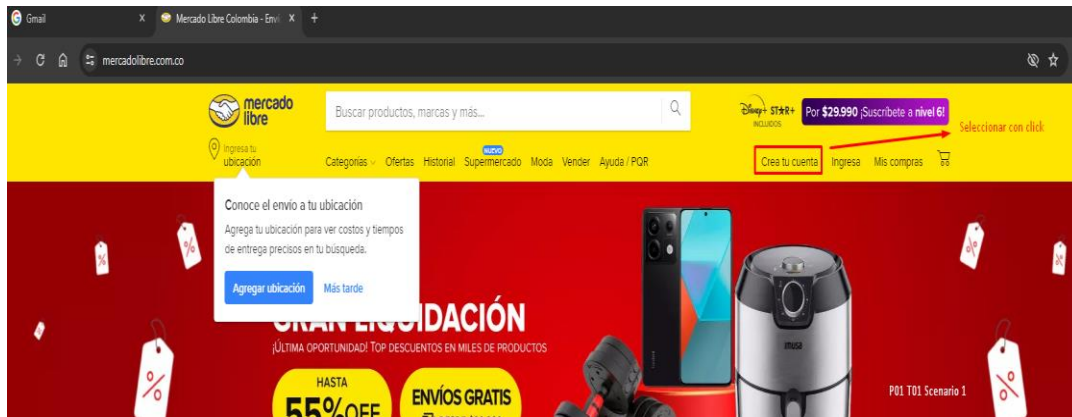 Gmail
Mercado Libre Colombia - Envi
mercadolibre.com.co
mercado
libre
Buscar productos, marcas y más...
Disney+ ST★R+
INCLUIDOS
Por $29.990 ¡Suscríbete a nivel 6!
Seleccionar con click
Ingresa tu
ubicación
NUEVO
Categorías Ofertas Historial Supermercado Moda Vender Ayuda / PQR
Crea tu cuenta Ingresa Mis compras
Conoce el envío a tu ubicación
Agrega tu ubicación para ver costos y tiempos
de entrega precisos en tu búsqueda.
Agregar ubicación Más tarde
GRAN LIQUIDACIÓN
¡ÚLTIMA OPORTUNIDAD! TOP DESCUENTOS EN MILES DE PRODUCTOS
HASTA
55% OFF
ENVÍOS GRATIS
imusa
P01 T01 Scenario 1